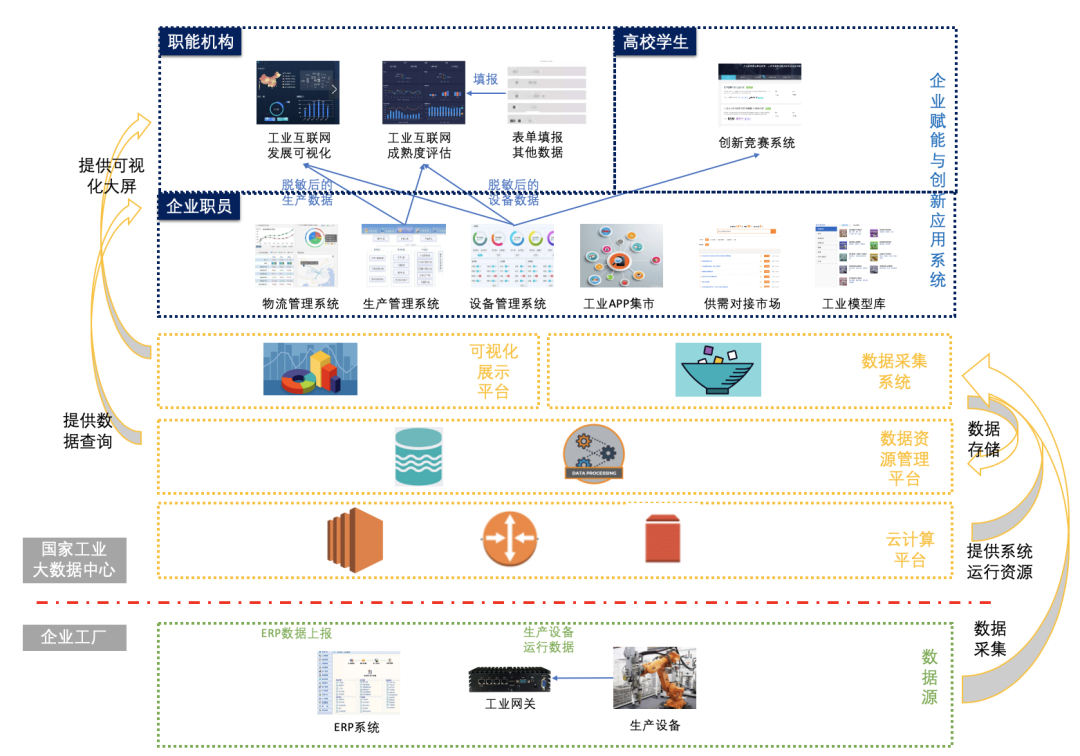 职能机构
高校学生
填报
工业互联网
发展可视化
工业互联网
成熟度评估
表单填报
其他数据
创新竞赛系统
企业赋能与创新应用系统
提供可视
化大屏
脱敏后的
生产数据
脱敏后的
设备数据
企业职员
物流管理系统
生产管理系统
设备管理系统
工业APP集市
供需对接市场
工业模型库
可视化
展示
平台
数据采集
系统
提供数
据查询
数据
存储
数据资
源管理
平台
DATA PROCESSING
云计算
平台
国家工业
大数据中心
提供系统
运行资源
企业工厂
数据
采集
ERP数据上报
生产设备
运行数据
数据源
工业网关
ERP系统
生产设备